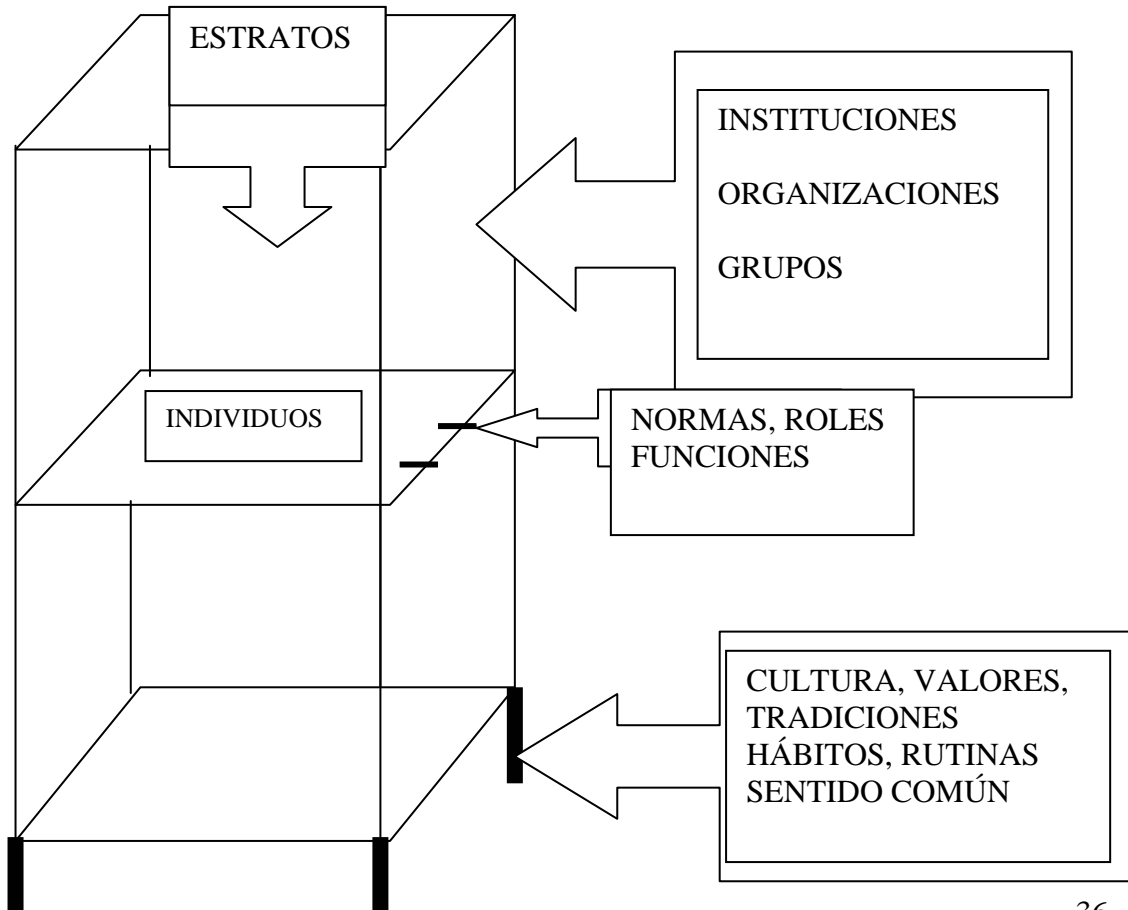 ESTRATOS
INSTITUCIONES
ORGANIZACIONES
GRUPOS
INDIVIDUOS
NORMAS, ROLES
FUNCIONES
CULTURA, VALORES,
TRADICIONES
HÁBITOS, RUTINAS
SENTIDO COMÚN